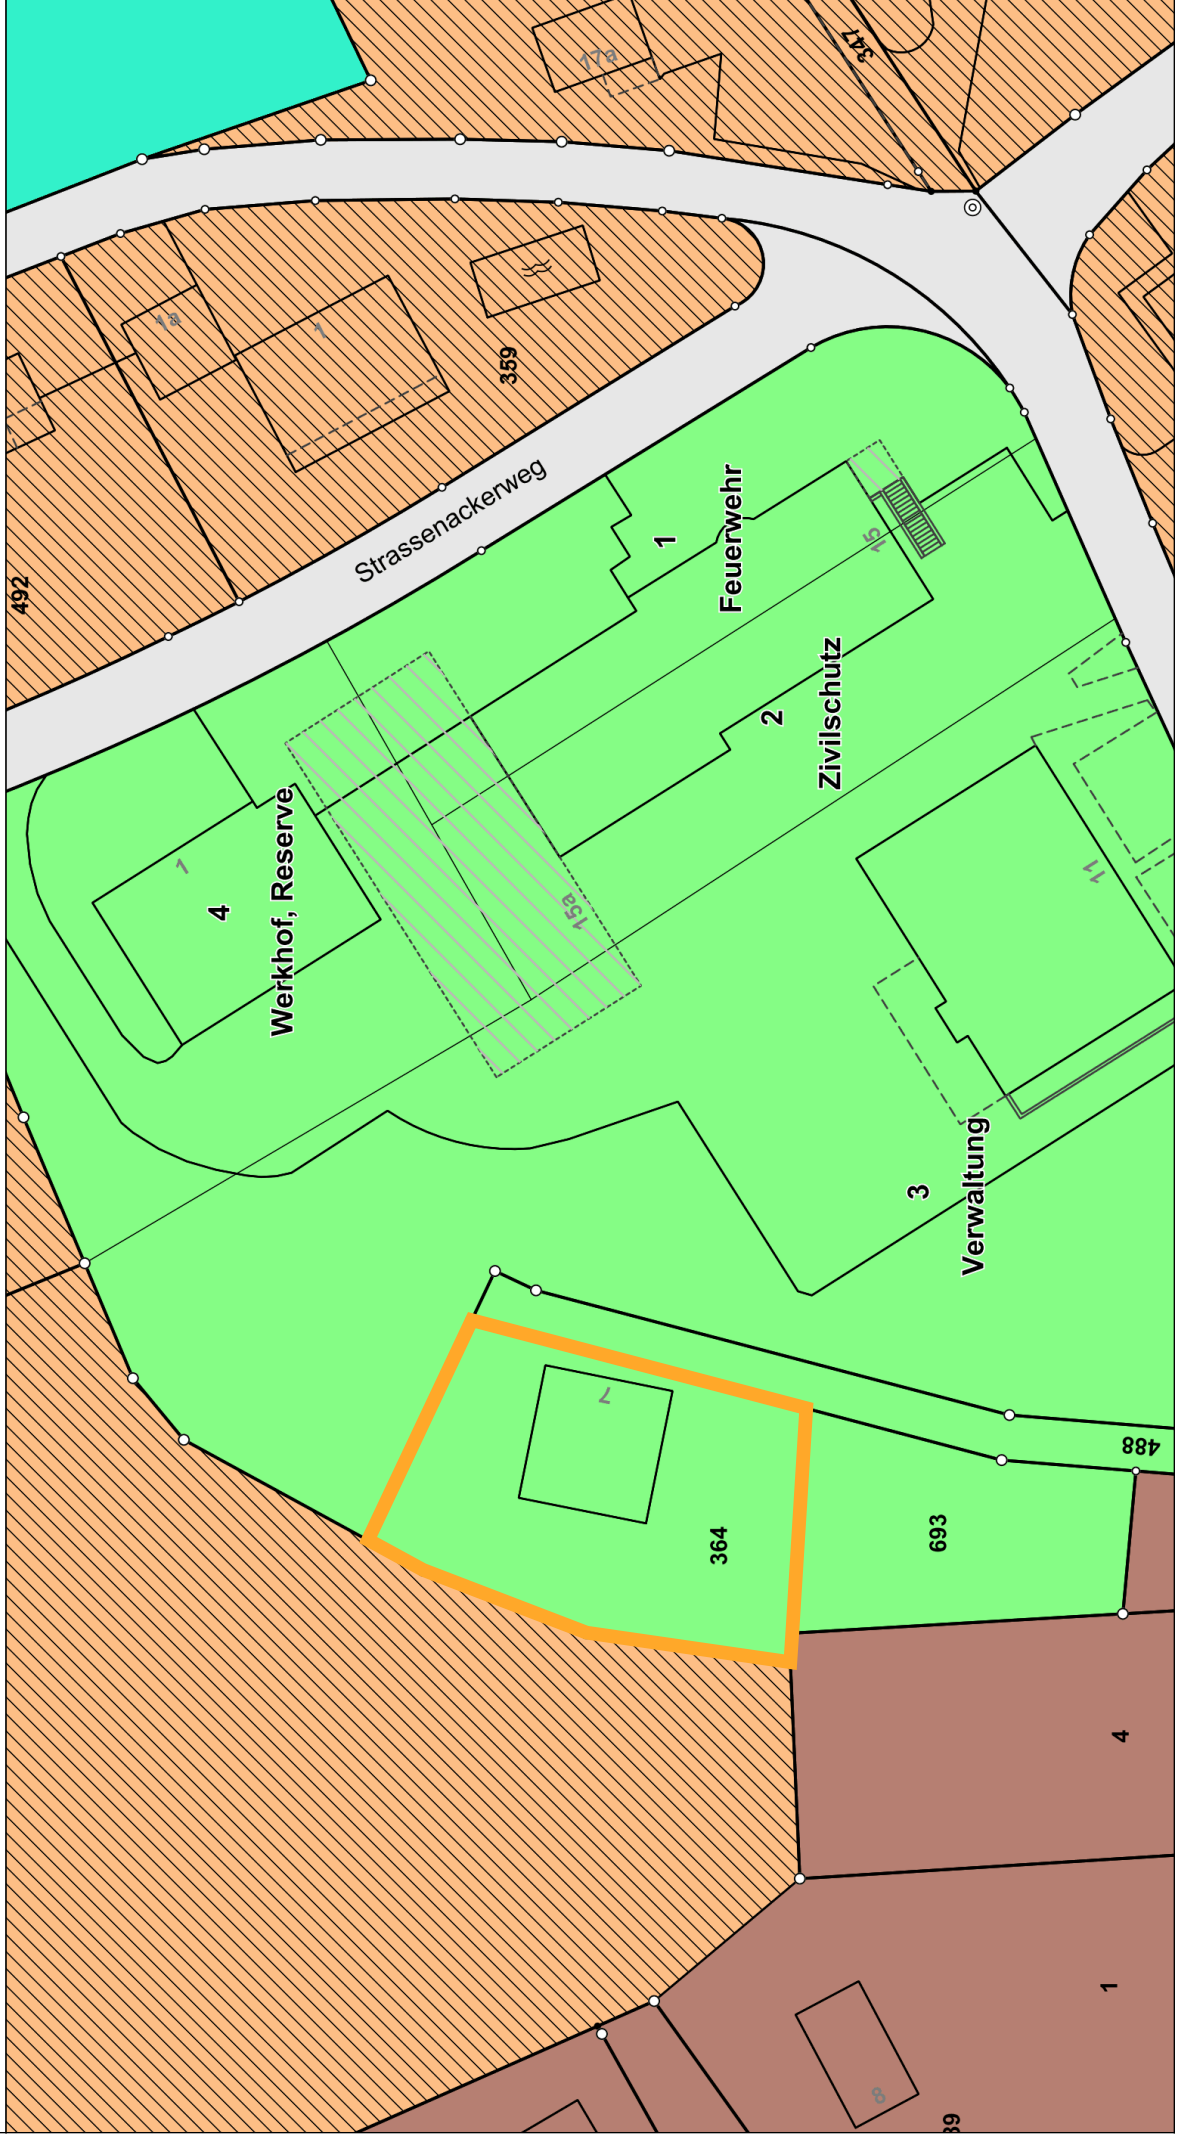 492
Strassenackerweg
359
347
17a
1a
1
1
4
Werkhof, Reserve
15a
1
Feuerwehr
15
2
Zivilschutz
11
3
Verwaltung
7
364
693
488
4
1
8
39